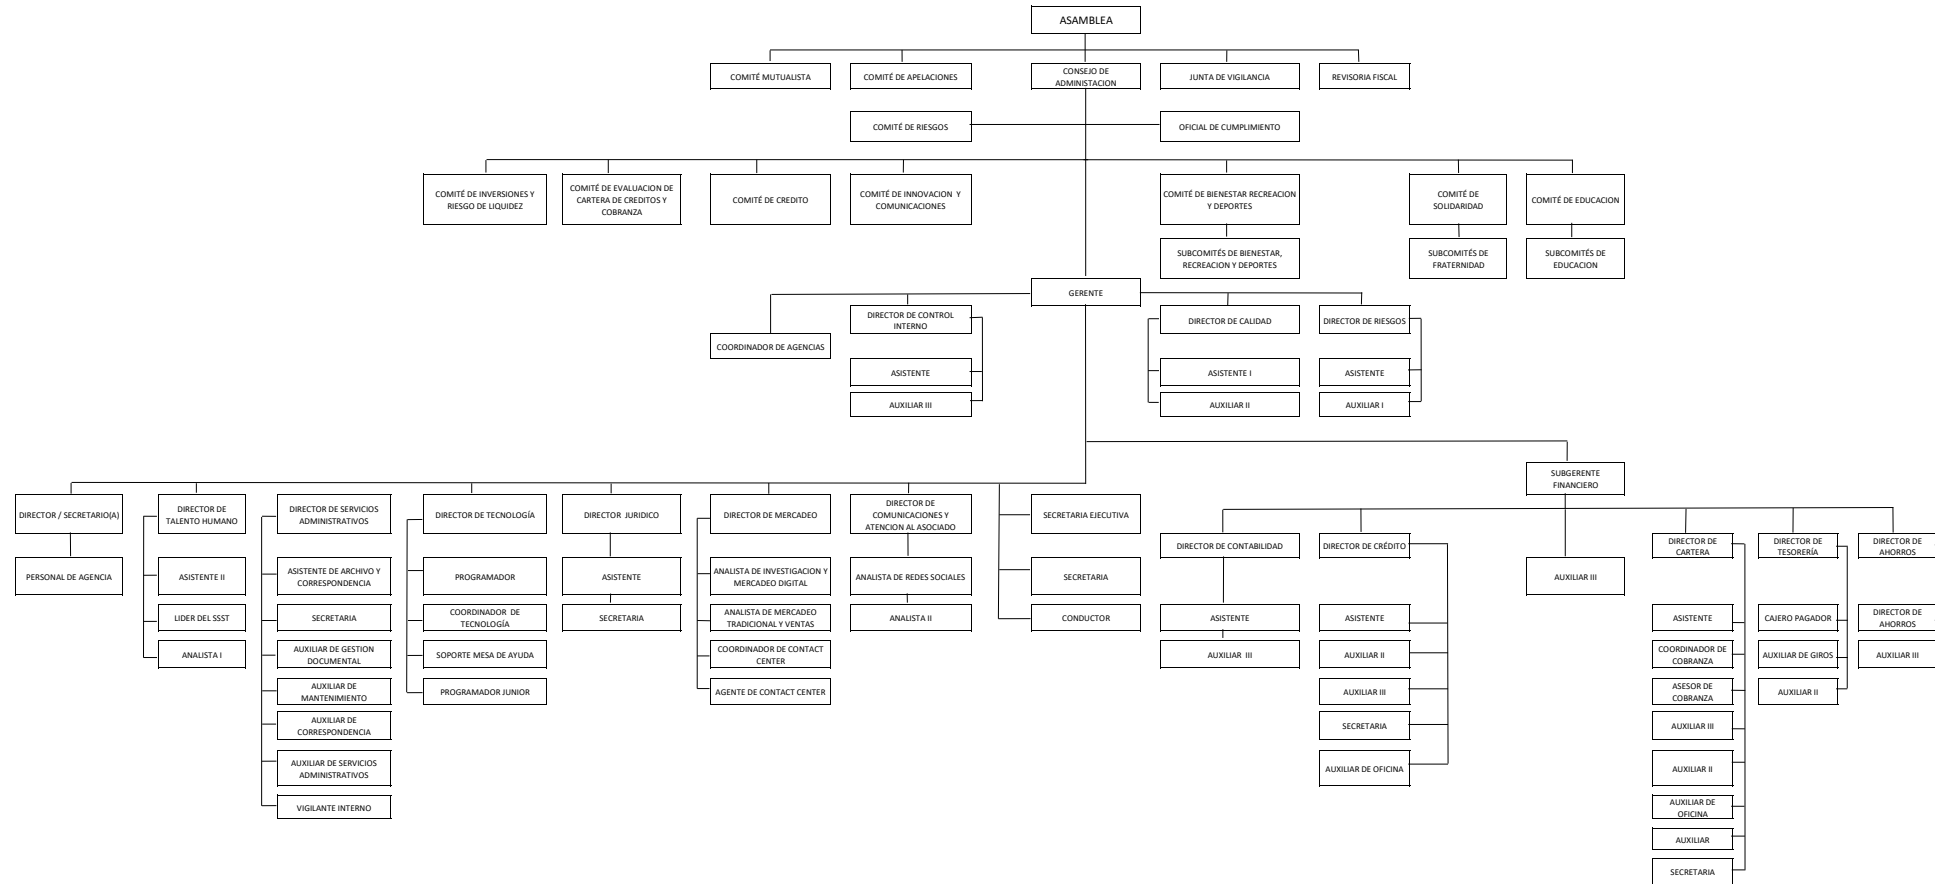 ASAMBLEA
COMITÉ MUTUALISTA
COMITÉ DE APELACIONES
CONSEJO DE
ADMINISTACION
JUNTA DE VIGILANCIA
REVISORIA FISCAL
COMITÉ DE RIESGOS
OFICIAL DE CUMPLIMIENTO
COMITÉ DE INVERSIONES Y
RIESGO DE LIQUIDEZ
COMITÉ DE EVALUACION DE
CARTERA DE CREDITOS Y
COBRANZA
COMITÉ DE CREDITO
COMITÉ DE INNOVACION Y
COMUNICACIONES
COMITÉ DE BIENESTAR RECREACION
Y DEPORTES
COMITÉ DE
SOLIDARIDAD
COMITÉ DE EDUCACION
SUBCOMITÉS DE BIENESTAR,
RECREACION Y DEPORTES
SUBCOMITÉS DE
FRATERNIDAD
SUBCOMITÉS DE
EDUCACION
GERENTE
COORDINADOR DE AGENCIAS
DIRECTOR DE CONTROL
INTERNO
ASISTENTE
AUXILIAR III
DIRECTOR DE CALIDAD
ASISTENTE I
AUXILIAR II
DIRECTOR DE RIESGOS
ASISTENTE
AUXILIAR I
SUBGERENTE
FINANCIERO
DIRECTOR / SECRETARIO(A)
PERSONAL DE AGENCIA
DIRECTOR DE
TALENTO HUMANO
ASISTENTE II
LIDER DEL SSST
ANALISTA I
DIRECTOR DE SERVICIOS
ADMINISTRATIVOS
ASISTENTE DE ARCHIVO Y
CORRESPONDENCIA
SECRETARIA
AUXILIAR DE GESTION
DOCUMENTAL
AUXILIAR DE
MANTENIMIENTO
AUXILIAR DE
CORRESPONDENCIA
AUXILIAR DE SERVICIOS
ADMINISTRATIVOS
VIGILANTE INTERNO
DIRECTOR DE TECNOLOGÍA
PROGRAMADOR
COORDINADOR DE
TECNOLOGÍA
SOPORTE MESA DE AYUDA
PROGRAMADOR JUNIOR
DIRECTOR JURIDICO
ASISTENTE
SECRETARIA
DIRECTOR DE MERCADEO
ANALISTA DE INVESTIGACION Y
MERCADEO DIGITAL
ANALISTA DE MERCADEO
TRADICIONAL Y VENTAS
COORDINADOR DE CONTACT
CENTER
AGENTE DE CONTACT CENTER
DIRECTOR DE
COMUNICACIONES Y
ATENCION AL ASOCIADO
ANALISTA DE REDES SOCIALES
ANALISTA II
SECRETARIA EJECUTIVA
SECRETARIA
CONDUCTOR
DIRECTOR DE CONTABILIDAD
ASISTENTE
AUXILIAR III
DIRECTOR DE CRÉDITO
ASISTENTE
AUXILIAR II
AUXILIAR III
SECRETARIA
AUXILIAR DE OFICINA
AUXILIAR III
DIRECTOR DE
CARTERA
ASISTENTE
COORDINADOR DE
COBRANZA
ASESOR DE
COBRANZA
AUXILIAR III
AUXILIAR II
AUXILIAR DE
OFICINA
AUXILIAR
SECRETARIA
DIRECTOR DE
TESORERÍA
CAJERO PAGADOR
AUXILIAR DE GIROS
AUXILIAR II
DIRECTOR DE
AHORROS
DIRECTOR DE
AHORROS
AUXILIAR III